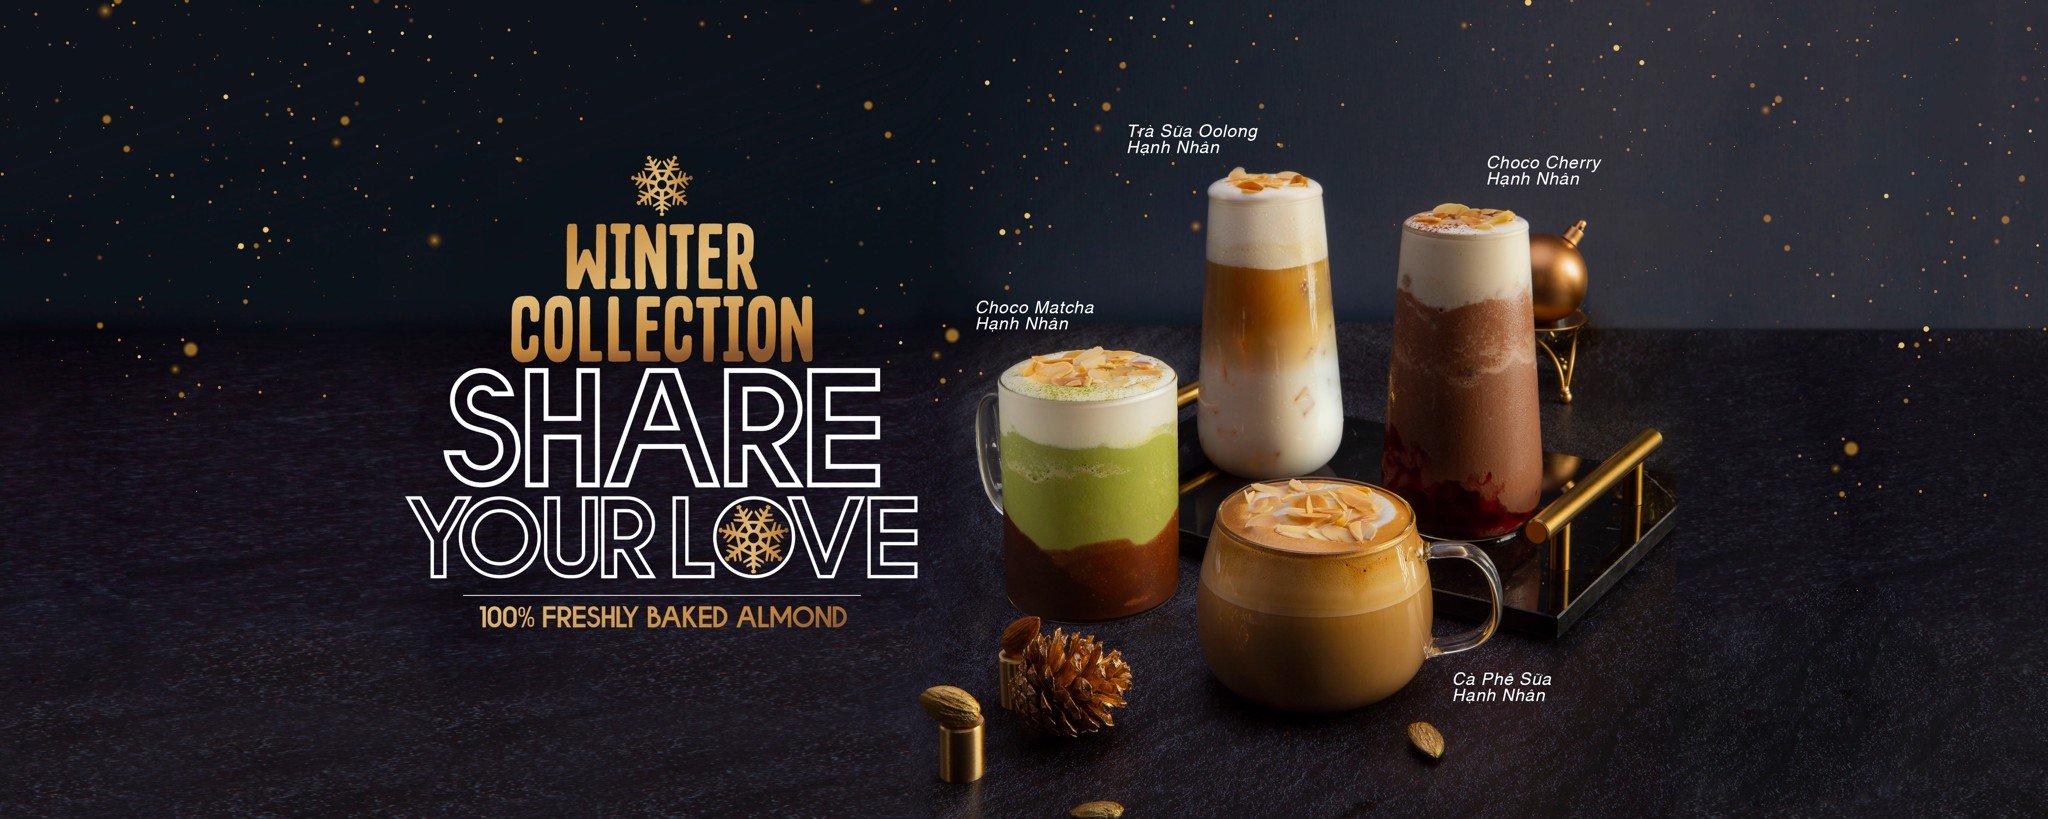 WINTER
COLLECTION
SHARE
YOUR LOVE
100% FRESHLY BAKED ALMOND
Trà Sữa Oolong
Hạnh Nhân
Choco Cherry
Hạnh Nhân
Choco Matcha
Hạnh Nhân
Cà Phê Sữa
Hạnh Nhân